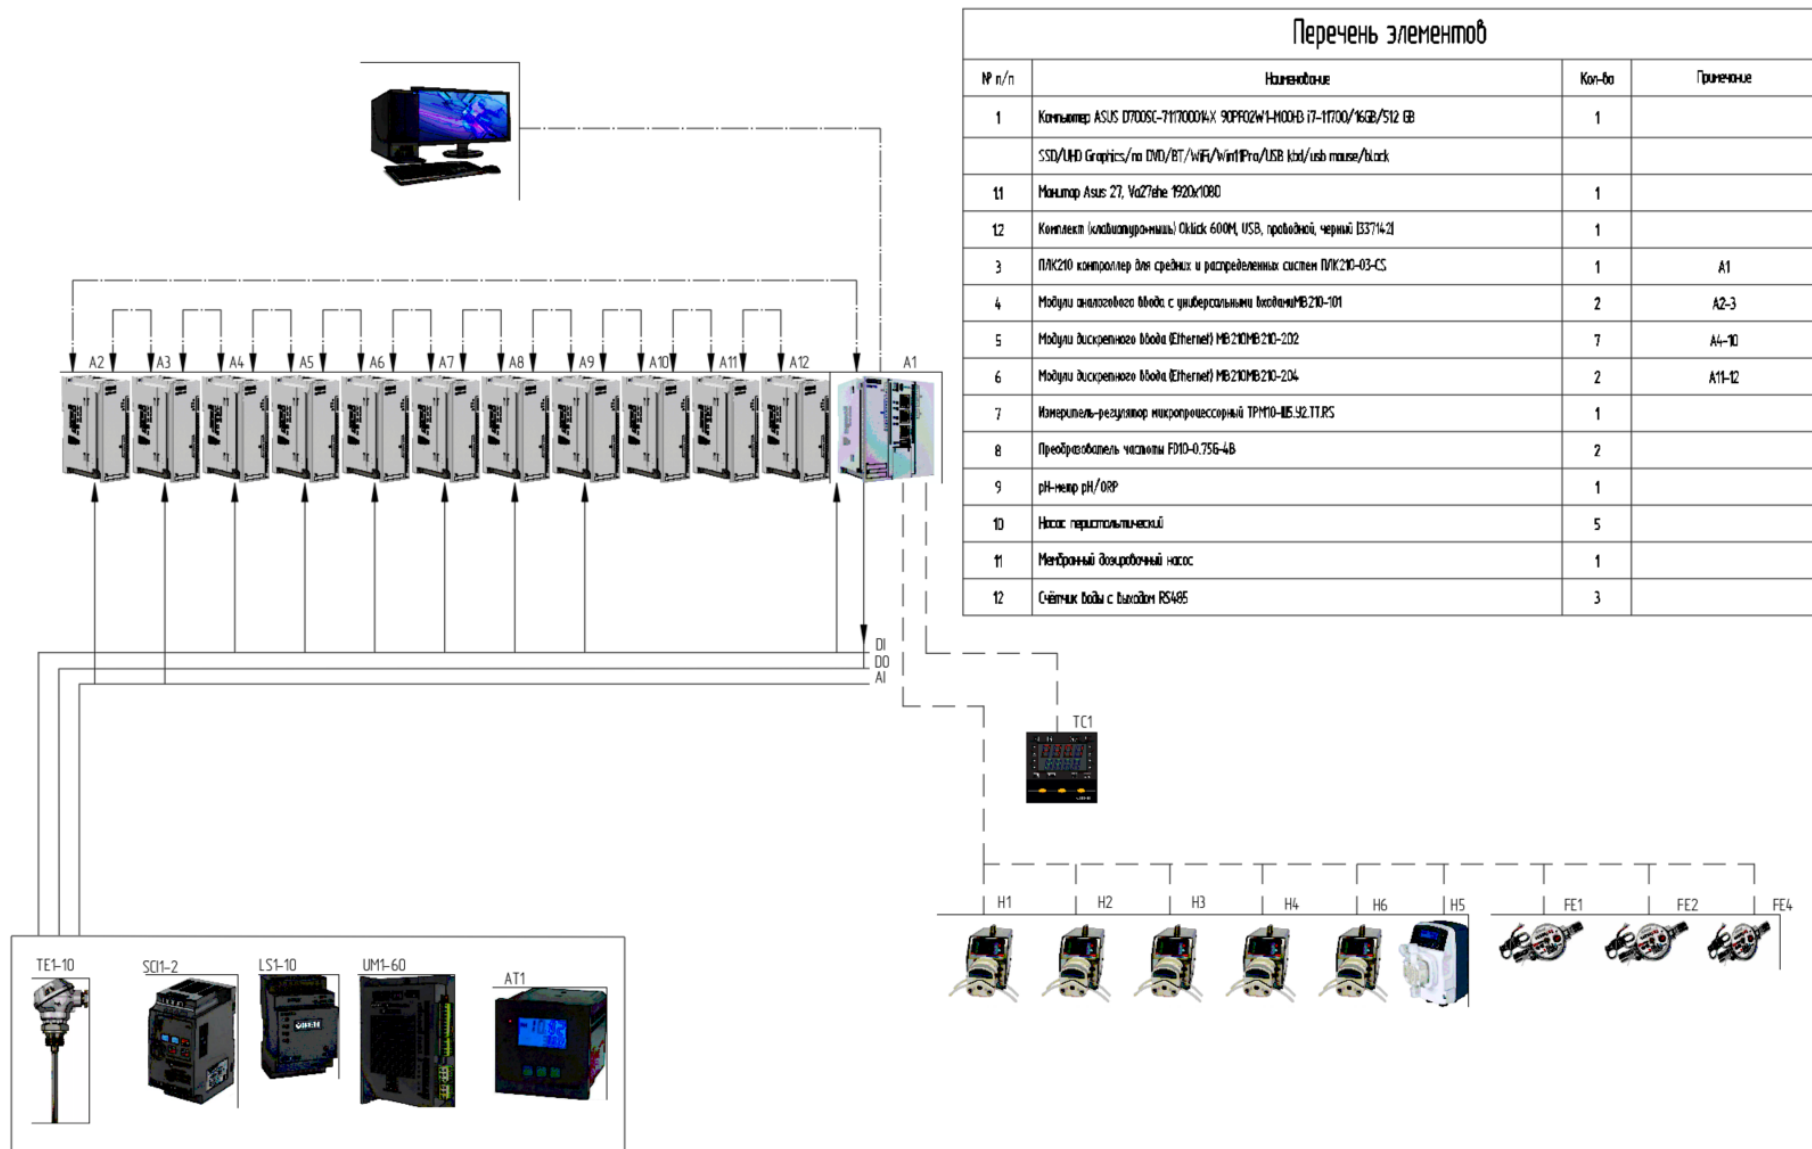 Перечень элементов
№ п/п Наименование Кол-во Примечание
1 Компьютер ASUS D700SC-711700014X 90PF02W1-M00HB i7-11700/16GB/512 GB 1
SSD/UHD Graphics/no DVD/BT/WiFi/Win11Pro/USB kbd/usb mouse/black
1.1 Монитор Asus 27, Va27ehe 1920x1080 1
1.2 Комплект (клавиатура+мышь) Oklick 600M, USB, проводной, черный [337142] 1
3 ПЛК210 контроллер для средних и распределенных систем ПЛК210-03-CS 1 A1
4 Модули аналогового ввода с универсальными входамиМВ210-101 2 A2-3
5 Модули дискретного ввода (Ethernet) МВ210МВ210-202 7 A4-10
6 Модули дискретного ввода (Ethernet) МВ210МВ210-204 2 A11-12
7 Измеритель-регулятор микропроцессорный ТРМ10-Щ5.У2.ТТ.RS 1
8 Преобразователь частоты FD10-0.75G-4B 2
9 pH-метр pH/ORP 1
10 Насос перистальтический 5
11 Мембранный дозировочный насос 1
12 Счётчик воды с выходом RS485 3
A2 A3 A4 A5 A6 A7 A8 A9 A10 A11 A12 A1
DI
DO
AI
TC1
H1 H2 H3 H4 H6 H5 FE1 FE2 FE4
TE1-10 SC11-2 LS1-10 UM1-60 AT1